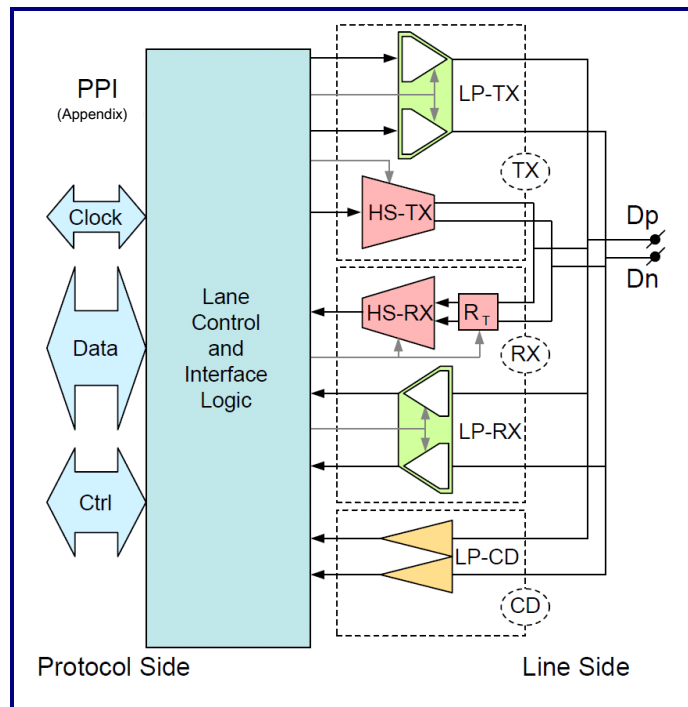 PPI
(Appendix)
Clock
Data
Ctrl
Protocol Side
Lane
Control
and
Interface
Logic
LP-TX
TX
HS-TX
Dp
Dn
HS-RX
RT
RX
LP-RX
LP-CD
CD
Line Side